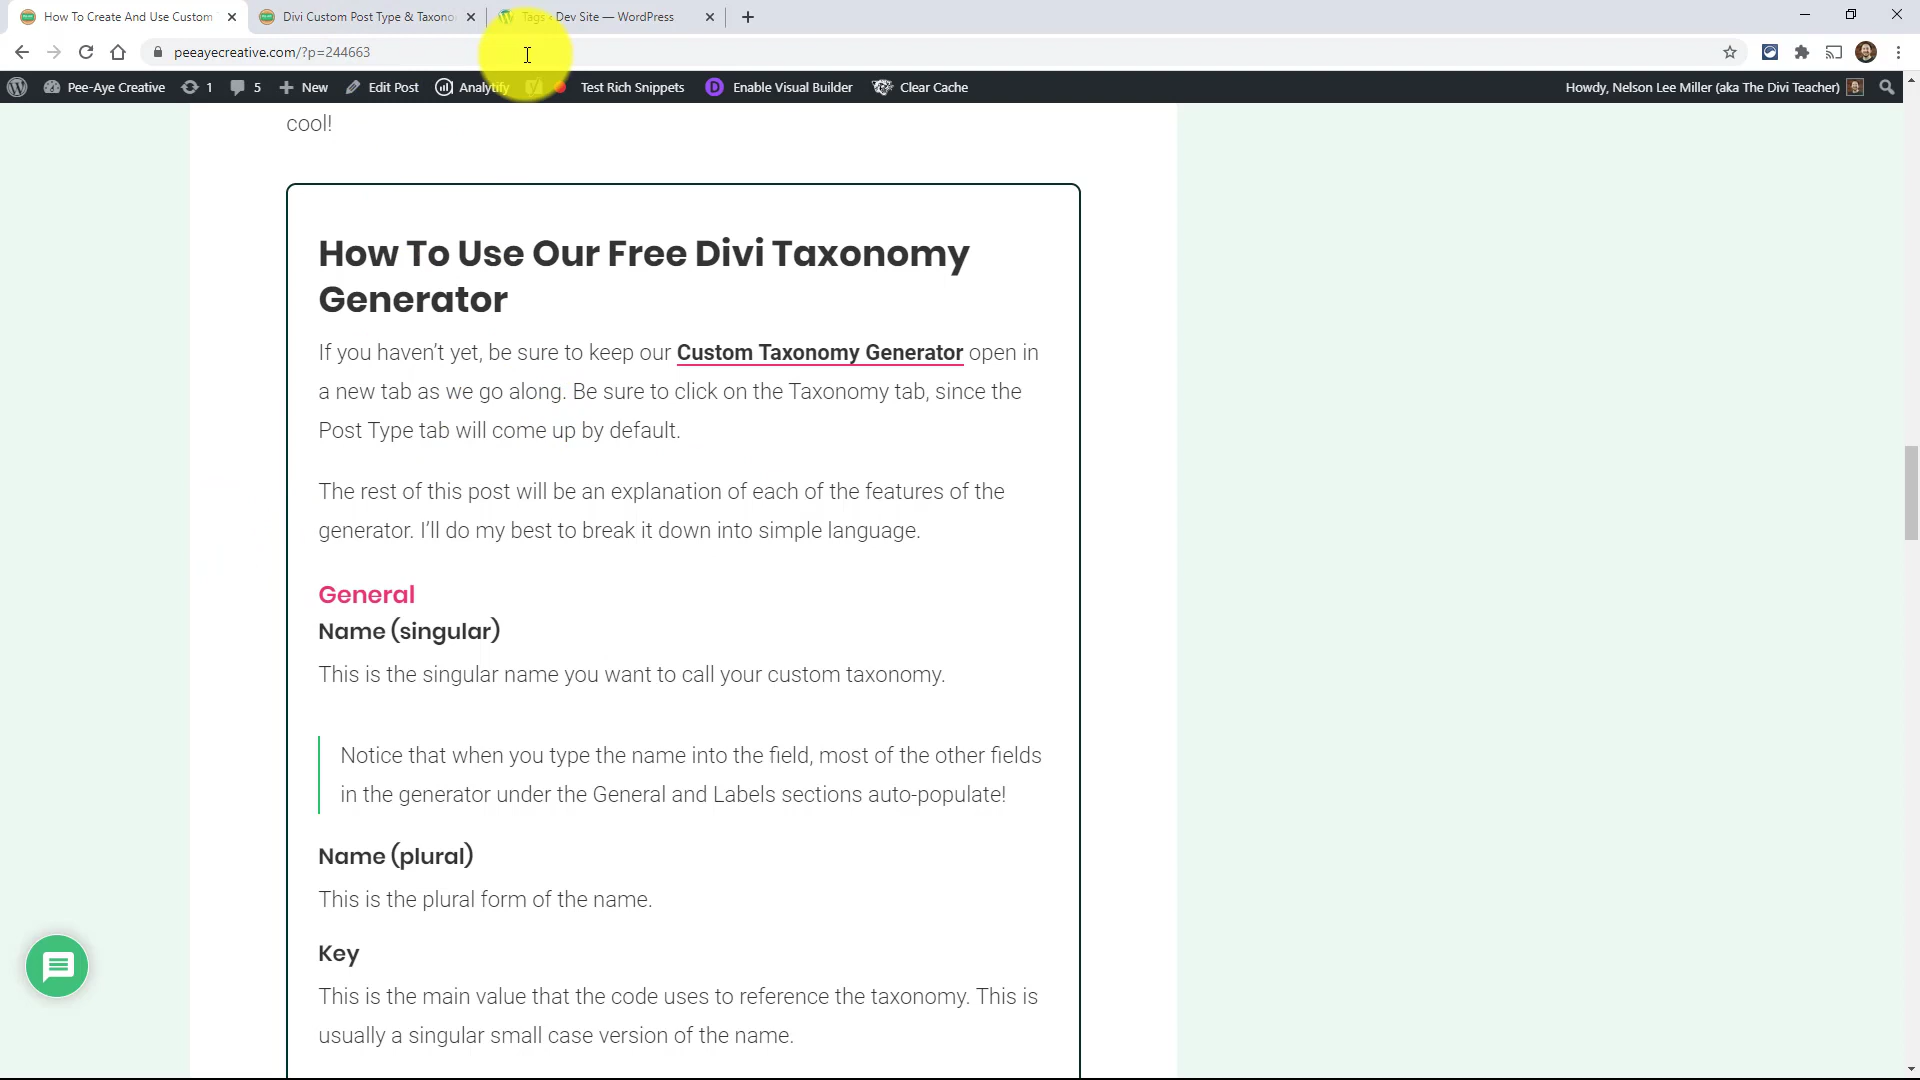 How To Create And Use Custom
Divi Custom Post Type & Taxono
Tags ‹ Dev Site — WordPress
peeayecreative.com/?p=244663
Pee-Aye Creative
1
5
New
Edit Post
Analytify
Test Rich Snippets
D
Enable Visual Builder
Clear Cache
Howdy, Nelson Lee Miller (aka The Divi Teacher)
cool!
How To Use Our Free Divi Taxonomy
Generator
If you haven’t yet, be sure to keep our Custom Taxonomy Generator open in
a new tab as we go along. Be sure to click on the Taxonomy tab, since the
Post Type tab will come up by default.
The rest of this post will be an explanation of each of the features of the
generator. I’ll do my best to break it down into simple language.
General
Name (singular)
This is the singular name you want to call your custom taxonomy.
Notice that when you type the name into the field, most of the other fields
in the generator under the General and Labels sections auto-populate!
Name (plural)
This is the plural form of the name.
Key
This is the main value that the code uses to reference the taxonomy. This is
usually a singular small case version of the name.